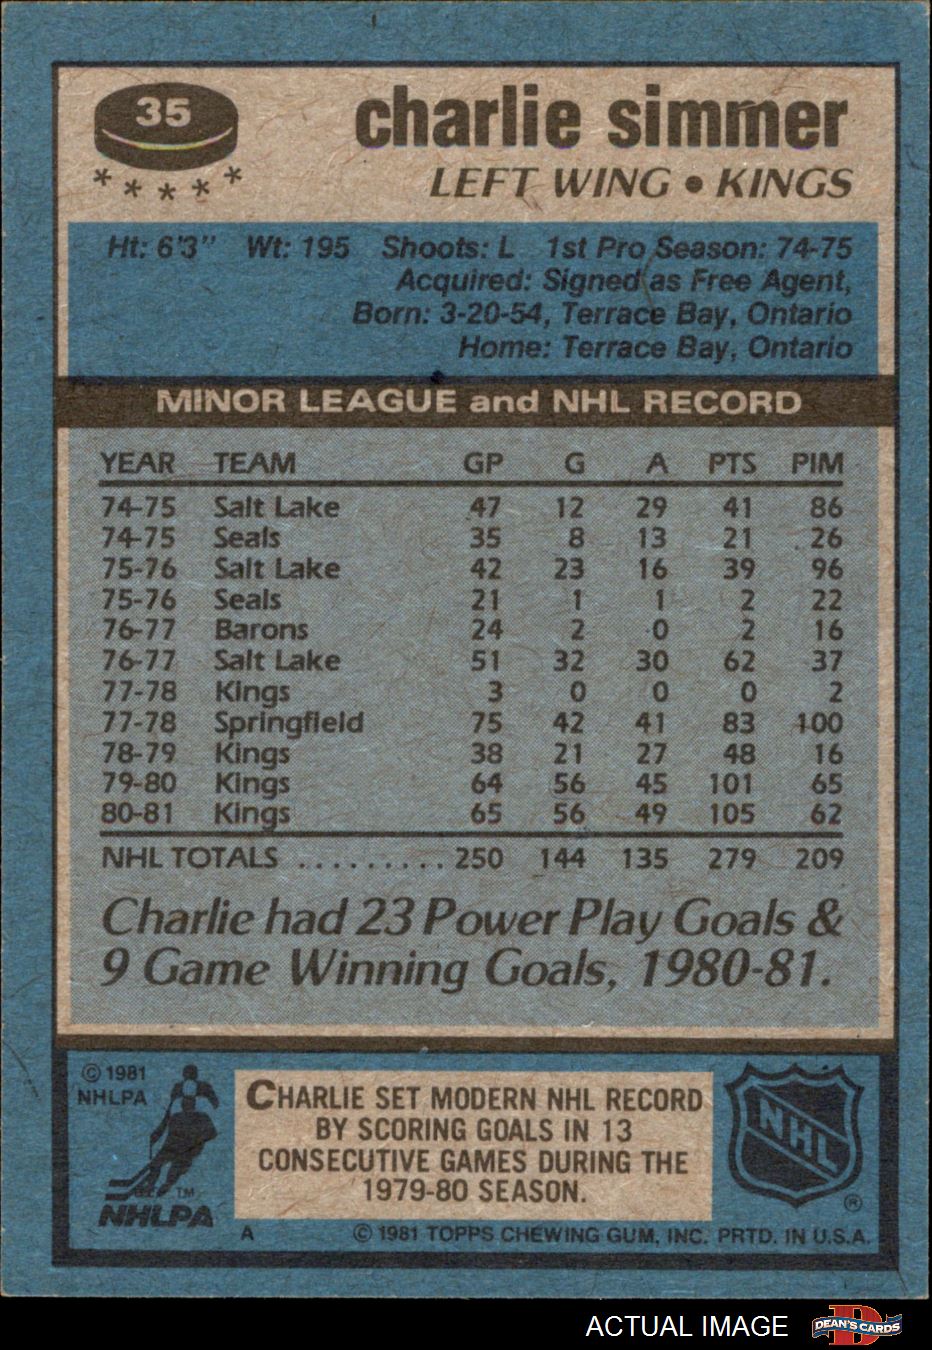 35
charlie simmer
* * * * *
LEFT WING • KINGS
Ht: 6'3" Wt: 195 Shoots: L 1st Pro Season: 74-75
Acquired: Signed as Free Agent,
Born: 3-20-54, Terrace Bay, Ontario
Home: Terrace Bay, Ontario
MINOR LEAGUE and NHL RECORD
YEAR TEAM GP G A PTS PIM
74-75 Salt Lake 47 12 29 41 86
74-75 Seals 35 8 13 21 26
75-76 Salt Lake 42 23 16 39 96
75-76 Seals 21 1 1 2 22
76-77 Barons 24 2 0 2 16
76-77 Salt Lake 51 32 30 62 37
77-78 Kings 3 0 0 0 2
77-78 Springfield 75 42 41 83 100
78-79 Kings 38 21 27 48 16
79-80 Kings 64 56 45 101 65
80-81 Kings 65 56 49 105 62
NHL TOTALS ......... 250 144 135 279 209
Charlie had 23 Power Play Goals &
9 Game Winning Goals, 1980-81.
© 1981
NHLPA
CHARLIE SET MODERN NHL RECORD
BY SCORING GOALS IN 13
CONSECUTIVE GAMES DURING THE
1979-80 SEASON.
NHL
®
TM
NHLPA
A © 1981 TOPPS CHEWING GUM, INC. PRTD. IN U.S.A.
ACTUAL IMAGE
D
DEAN'S CARDS